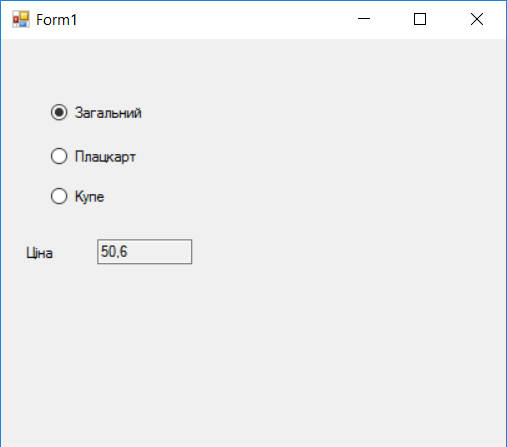 Form1
Загальний
Плацкарт
Купе
Ціна 50,6